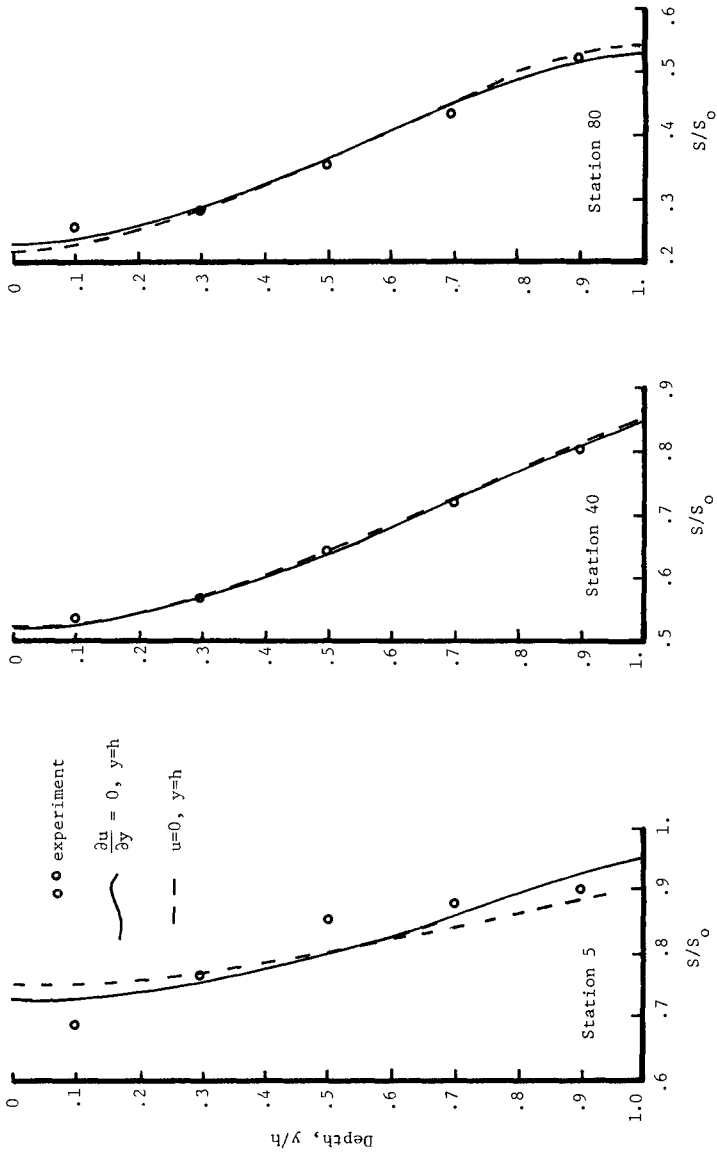 o o experiment
∂u/∂y = 0, y=h
u=0, y=h
Depth, y/h
0
.1
.2
.3
.4
.5
.6
.7
.8
.9
1.0
Station 5
.6 .7 .8 .9 1.
S/S₀
0
.1
.2
.3
.4
.5
.6
.7
.8
.9
1.
Station 40
.5 .6 .7 .8 .9
S/S₀
0
.1
.2
.3
.4
.5
.6
.7
.8
.9
1.
Station 80
.2 .3 .4 .5 .6
S/S₀